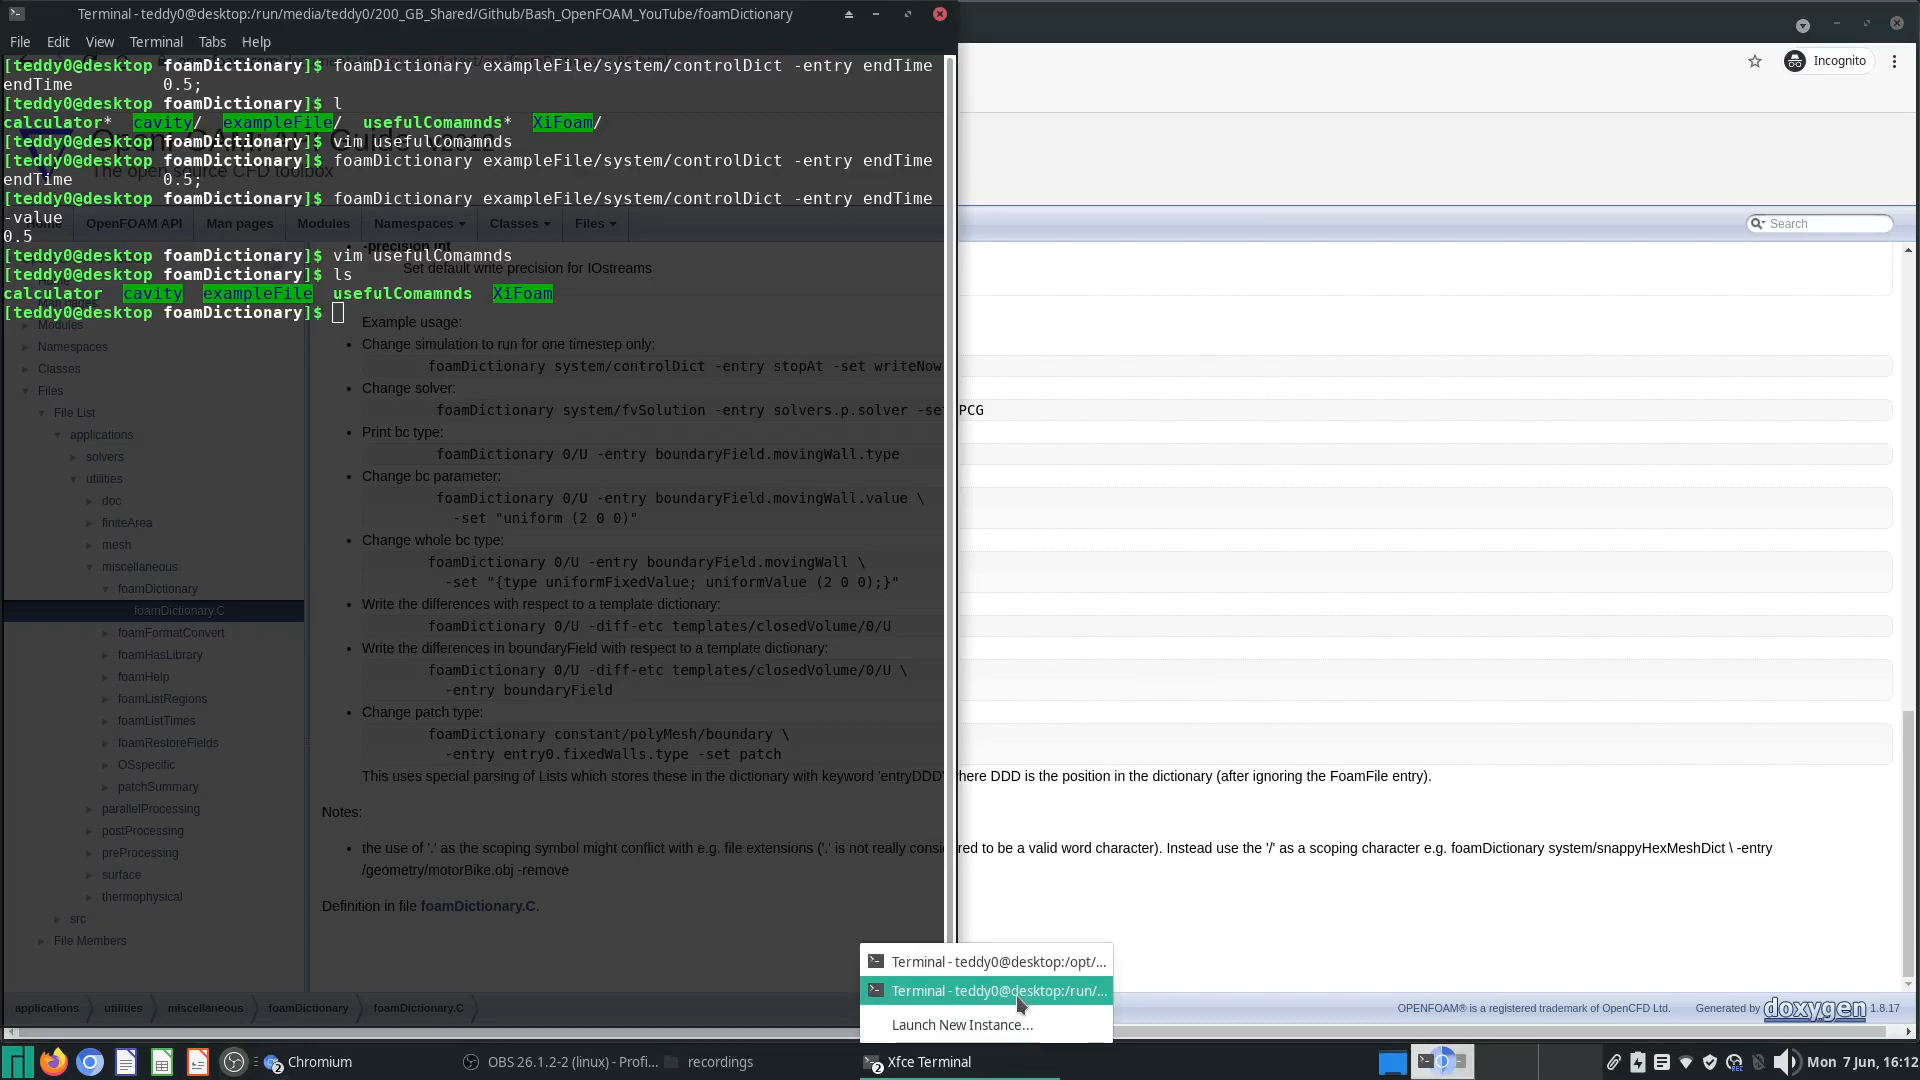 Terminal - teddy0@desktop:/run/media/teddy0/200_GB_Shared/Github/Bash_OpenFOAM_YouTube/foamDictionary
File Edit View Terminal Tabs Help
[teddy0@desktop foamDictionary]$ foamDictionary exampleFile/system/controlDict -entry endTime
endTime 0.5;
[teddy0@desktop foamDictionary]$ l
calculator* cavity/ exampleFile/ usefulComamnds* XiFoam/
[teddy0@desktop foamDictionary]$ vim usefulComamnds
[teddy0@desktop foamDictionary]$ foamDictionary exampleFile/system/controlDict -entry endTime
endTime 0.5;
The open source CFD toolbox
[teddy0@desktop foamDictionary]$ foamDictionary exampleFile/system/controlDict -entry endTime
-value
0.5
[teddy0@desktop foamDictionary]$ vim usefulComamnds
[teddy0@desktop foamDictionary]$ ls
calculator cavity exampleFile usefulComamnds XiFoam
[teddy0@desktop foamDictionary]$
Incognito
OpenFOAM API Man pages Modules Namespaces Classes Files
Search
-precision int
Set default write precision for IOstreams
Modules
Namespaces
Classes
Files
File List
applications
solvers
utilities
doc
finiteArea
mesh
miscellaneous
foamDictionary
foamDictionary.C
foamFormatConvert
foamHasLibrary
foamHelp
foamListRegions
foamListTimes
foamRestoreFields
OSspecific
patchSummary
parallelProcessing
postProcessing
preProcessing
surface
thermophysical
src
File Members
Example usage:
• Change simulation to run for one timestep only:
foamDictionary system/controlDict -entry stopAt -set writeNow
• Change solver:
foamDictionary system/fvSolution -entry solvers.p.solver -set PCG
• Print bc type:
foamDictionary 0/U -entry boundaryField.movingWall.type
• Change bc parameter:
foamDictionary 0/U -entry boundaryField.movingWall.value \
-set "uniform (2 0 0)"
• Change whole bc type:
foamDictionary 0/U -entry boundaryField.movingWall \
-set "{type uniformFixedValue; uniformValue (2 0 0);}"
• Write the differences with respect to a template dictionary:
foamDictionary 0/U -diff-etc templates/closedVolume/0/U
• Write the differences in boundaryField with respect to a template dictionary:
foamDictionary 0/U -diff-etc templates/closedVolume/0/U \
-entry boundaryField
• Change patch type:
foamDictionary constant/polyMesh/boundary \
-entry entry0.fixedWalls.type -set patch
This uses special parsing of Lists which stores these in the dictionary with keyword 'entryDDD' where DDD is the position in the dictionary (after ignoring the FoamFile entry).
Notes:
• the use of '.' as the scoping symbol might conflict with e.g. file extensions ('.' is not really considered to be a valid word character). Instead use the '/' as a scoping character e.g. foamDictionary system/snappyHexMeshDict \ -entry
/geometry/motorBike.obj -remove
Definition in file foamDictionary.C.
Terminal - teddy0@desktop:/opt/...
Terminal - teddy0@desktop:/run/...
Launch New Instance...
applications utilities miscellaneous foamDictionary foamDictionary.C
OPENFOAM® is a registered trademark of OpenCFD Ltd. Generated by doxygen 1.8.17
2 Chromium
OBS 26.1.2-2 (linux) - Profi...
recordings
2 Xfce Terminal
REC
Mon 7 Jun, 16:12